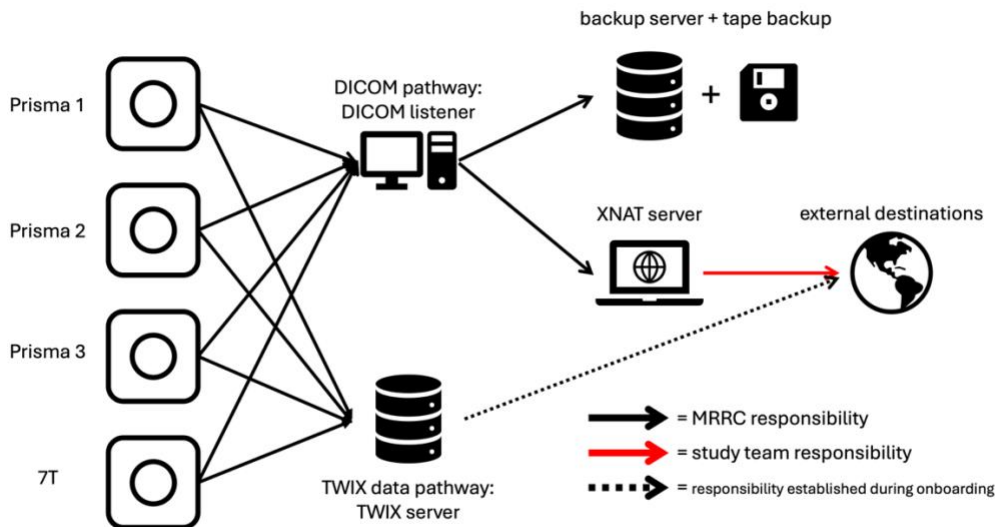 backup server + tape backup
Prisma 1
DICOM pathway:
DICOM listener
+
Prisma 2
XNAT server
external destinations
Prisma 3
= MRRC responsibility
= study team responsibility
7T
= responsibility established during onboarding
TWIX data pathway:
TWIX server